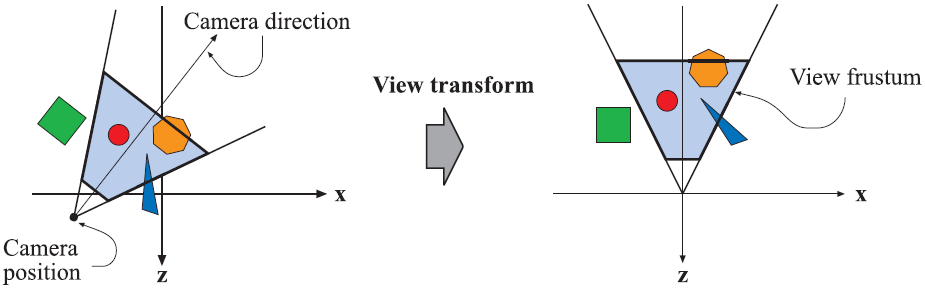 Camera direction
View transform
View frustum
x
x
Camera
position
z
z